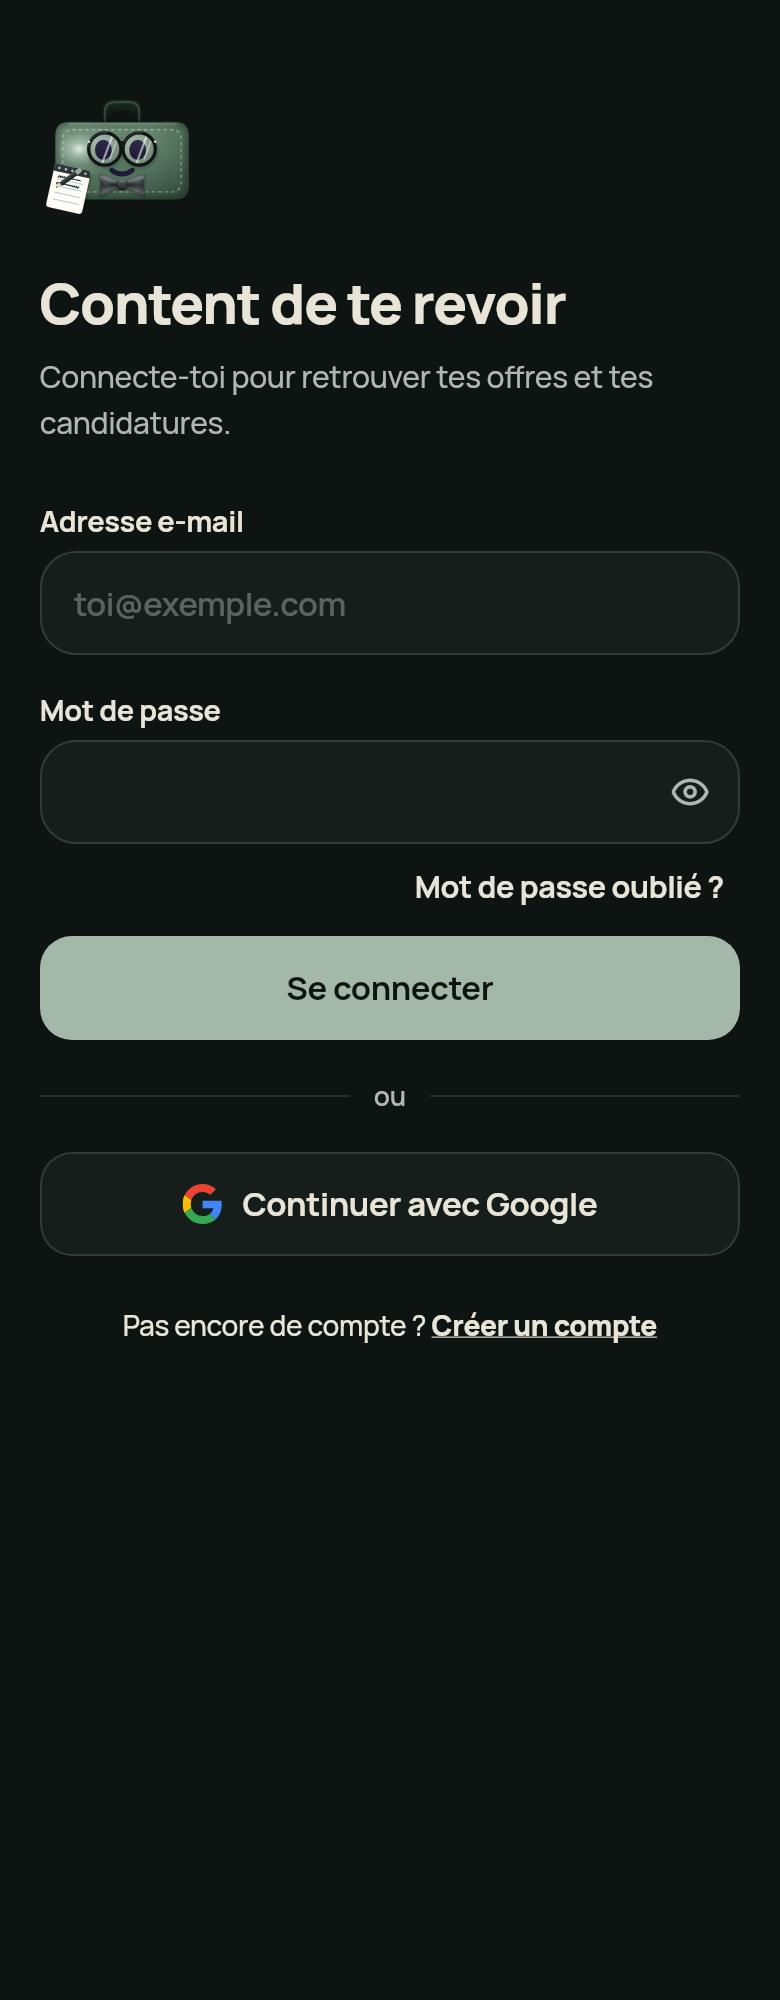 Content de te revoir
Connecte-toi pour retrouver tes offres et tes
candidatures.
Adresse e-mail
toi@exemple.com
Mot de passe
Mot de passe oublié ?
Se connecter
ou
Continuer avec Google
Pas encore de compte ? Créer un compte